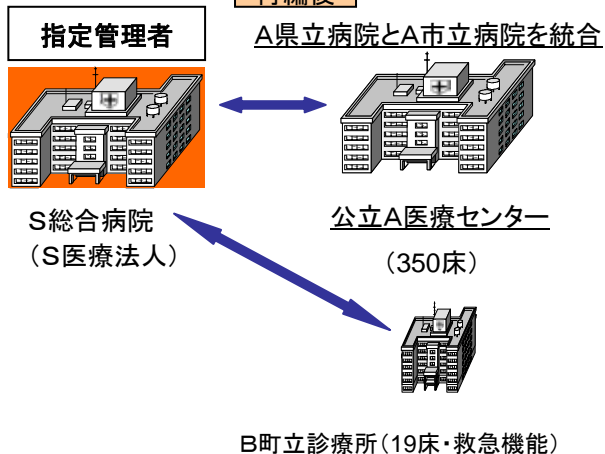 再編後
指定管理者
A県立病院とA市立病院を統合
S総合病院
（S医療法人）
公立A医療センター
（350床）
B町立診療所（19床・救急機能）